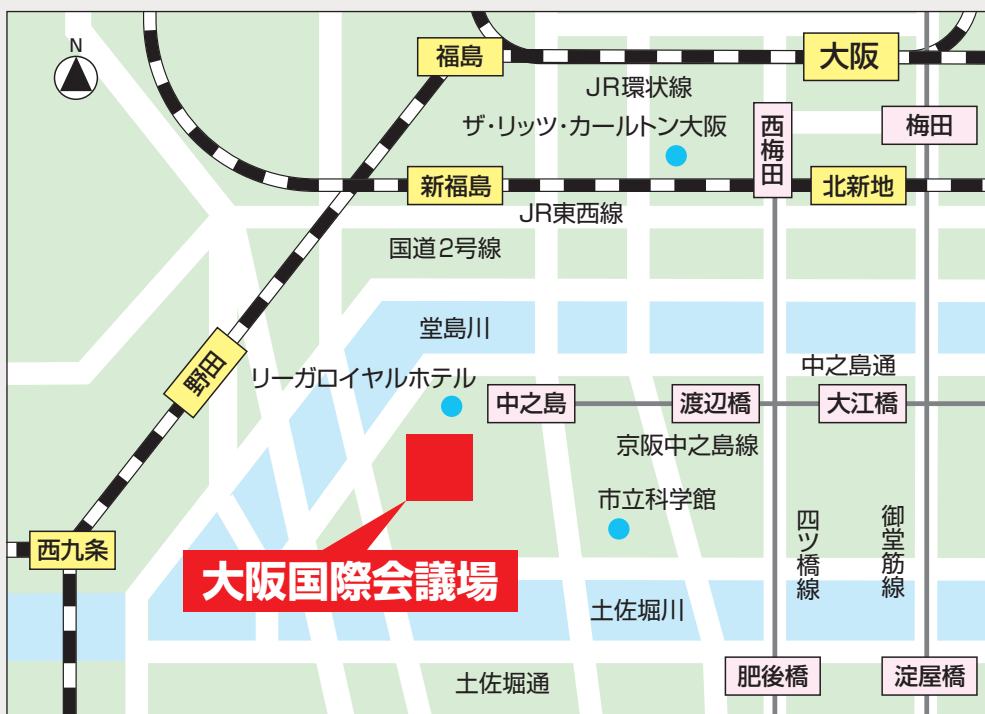 N
福島
大阪
JR環状線
ザ・リッツ・カールトン大阪
西梅田
梅田
新福島
北新地
JR東西線
国道2号線
堂島川
野田
リーガロイヤルホテル
中之島通
中之島
渡辺橋
大江橋
京阪中之島線
市立科学館
四ツ橋線
御堂筋線
西九条
大阪国際会議場
土佐堀川
土佐堀通
肥後橋
淀屋橋